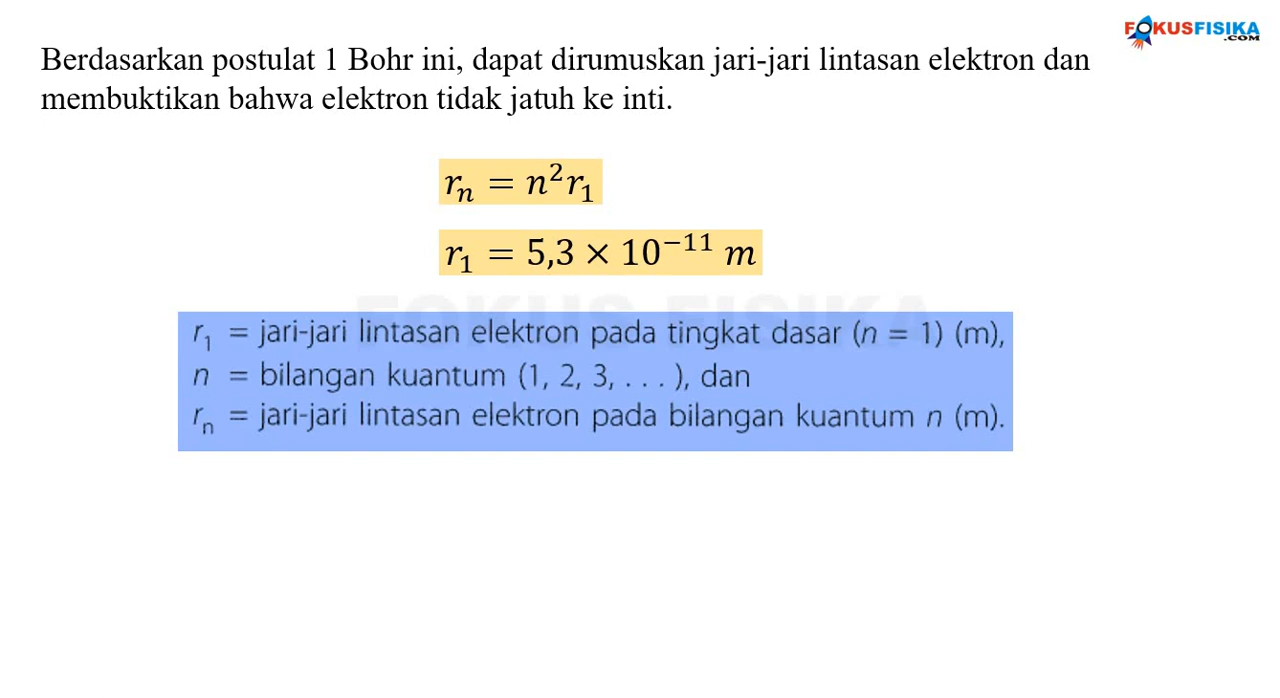 FOKUSFISIKA
.COM
Berdasarkan postulat 1 Bohr ini, dapat dirumuskan jari-jari lintasan elektron dan
membuktikan bahwa elektron tidak jatuh ke inti.
rₙ = n²r₁
r₁ = 5,3 × 10⁻¹¹ m
FOKUS FISIKA
r₁ = jari-jari lintasan elektron pada tingkat dasar (n = 1) (m),
n = bilangan kuantum (1, 2, 3, . . . ), dan
rₙ = jari-jari lintasan elektron pada bilangan kuantum n (m).